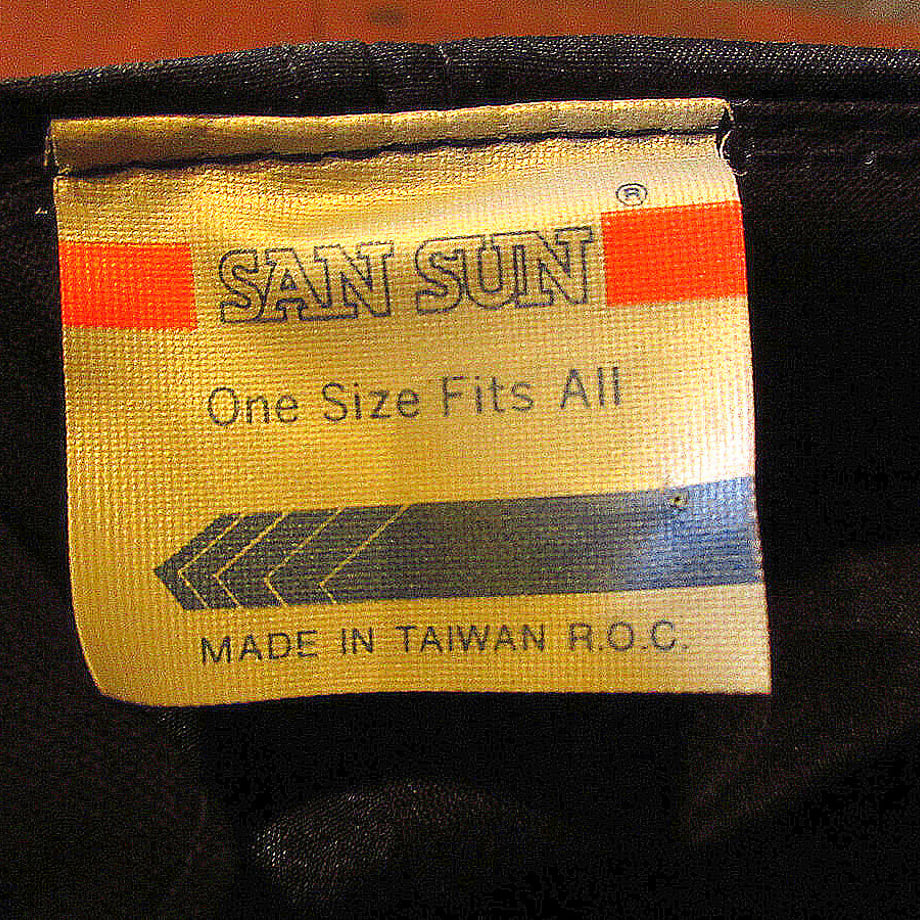 SAN SUN ®
One Size Fits All
MADE IN TAIWAN R.O.C.